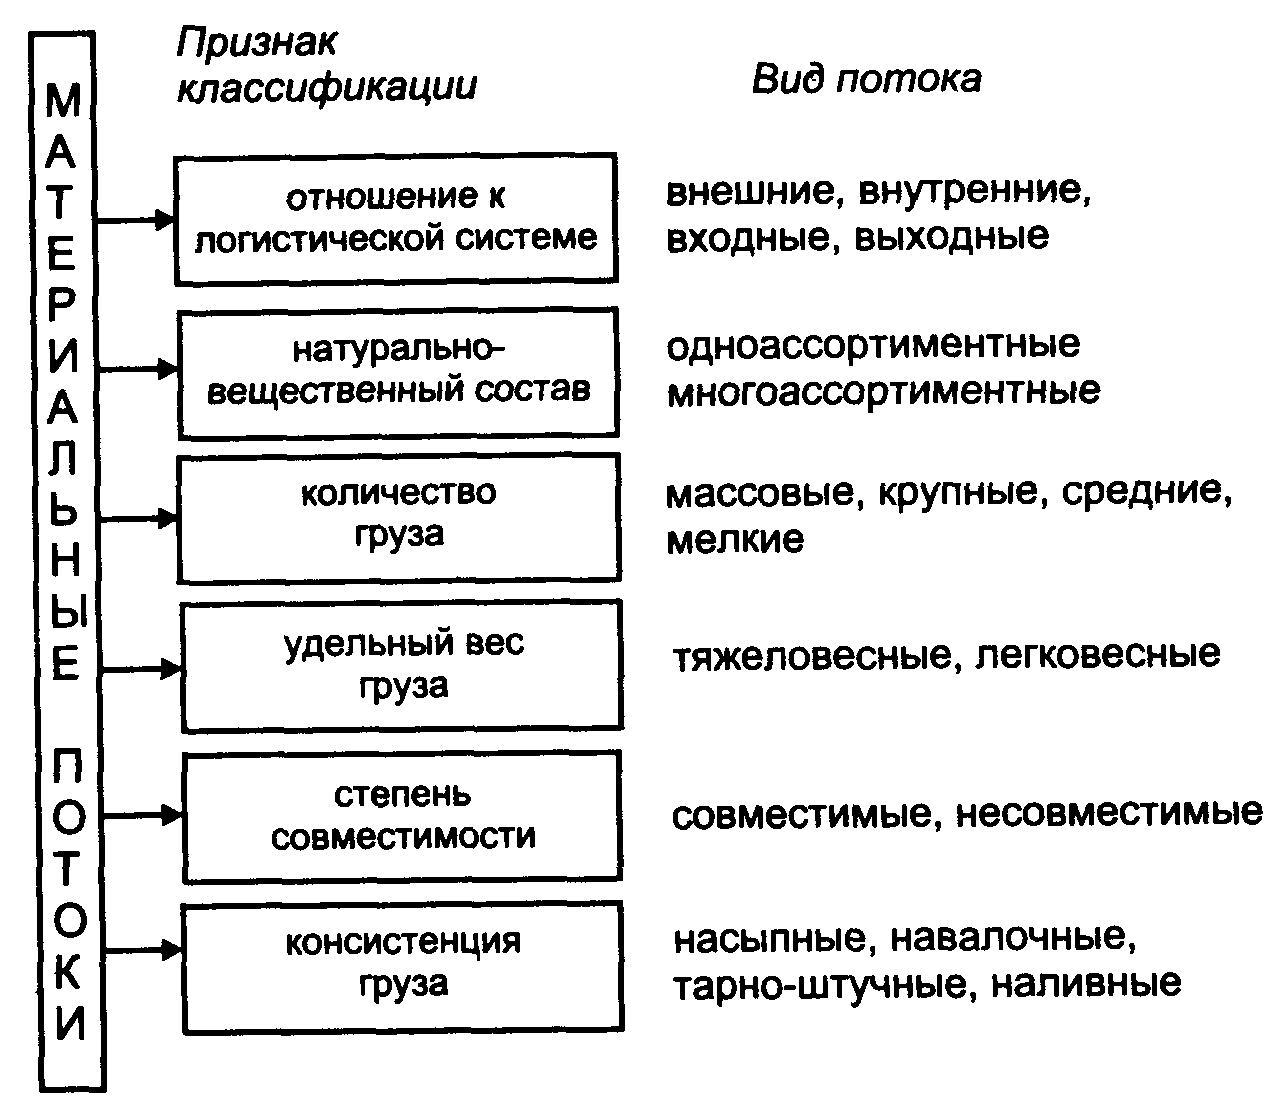 МАТЕРИАЛЬНЫЕ ПОТОКИ
Признак
классификации
Вид потока
отношение к
логистической системе
внешние, внутренние,
входные, выходные
натурально-
вещественный состав
одноассортиментные
многоассортиментные
количество
груза
массовые, крупные, средние,
мелкие
удельный вес
груза
тяжеловесные, легковесные
степень
совместимости
совместимые, несовместимые
консистенция
груза
насыпные, навалочные,
тарно-штучные, наливные